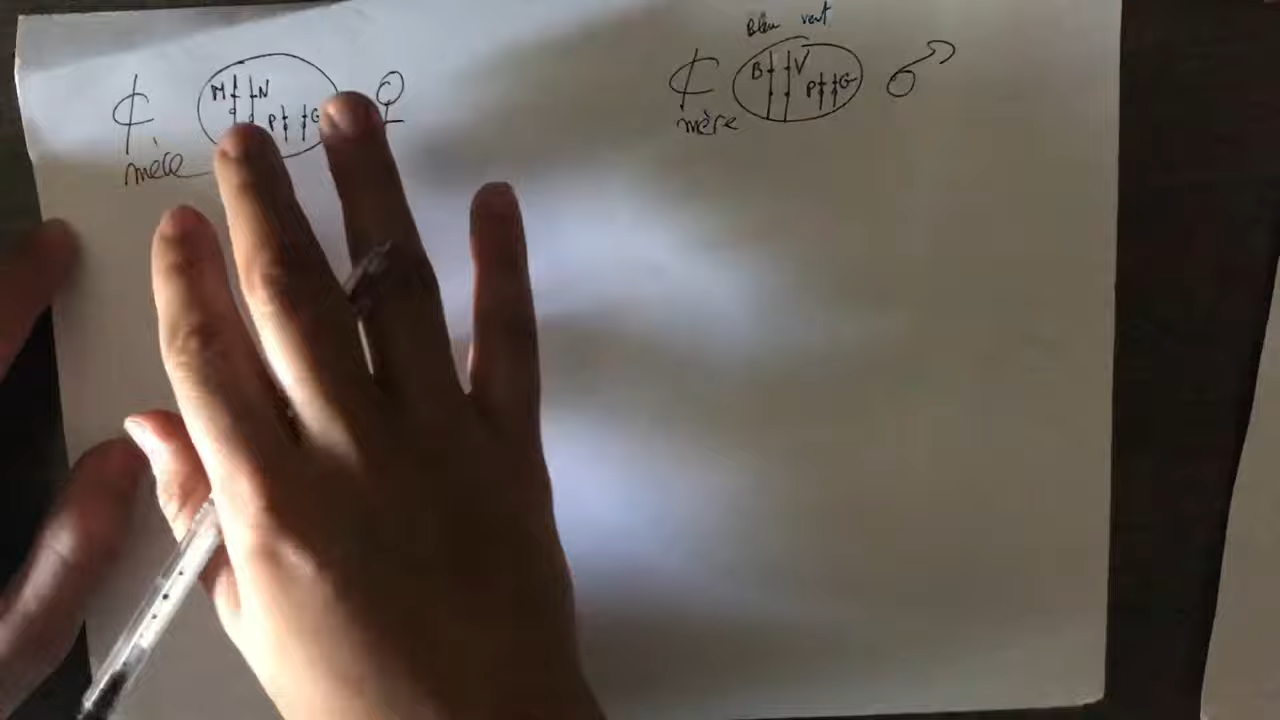 M N ¢
P G ♀
mère
Bleu vert
¢ B V
P G ♂
mère